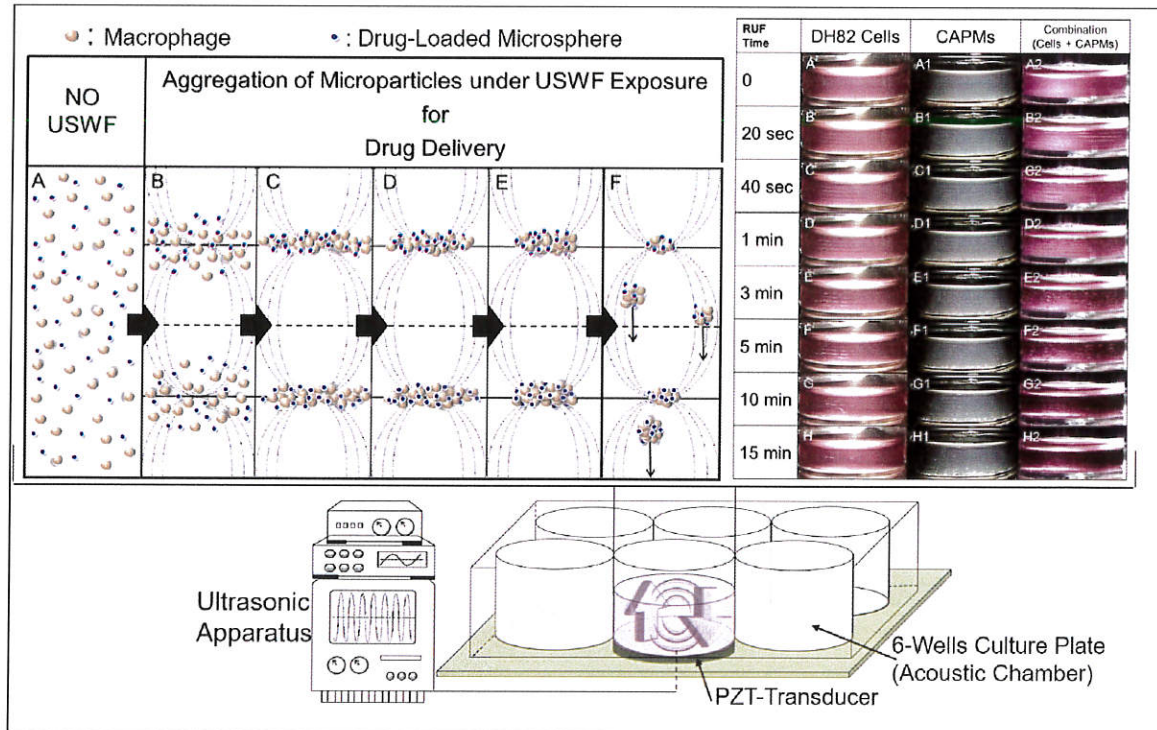 : Macrophage
: Drug-Loaded Microsphere
NO
USWF
Aggregation of Microparticles under USWF Exposure
for
Drug Delivery
A
B
C
D
E
F
RUF
Time
DH82 Cells
CAPMs
Combination
(Cells + CAPMs)
0
A
A1
A2
20 sec
B
B1
B2
40 sec
C
C1
C2
1 min
D
D1
D2
3 min
E
E1
E2
5 min
F
F1
F2
10 min
G
G1
G2
15 min
H
H1
H2
Ultrasonic
Apparatus
6-Wells Culture Plate
(Acoustic Chamber)
PZT-Transducer